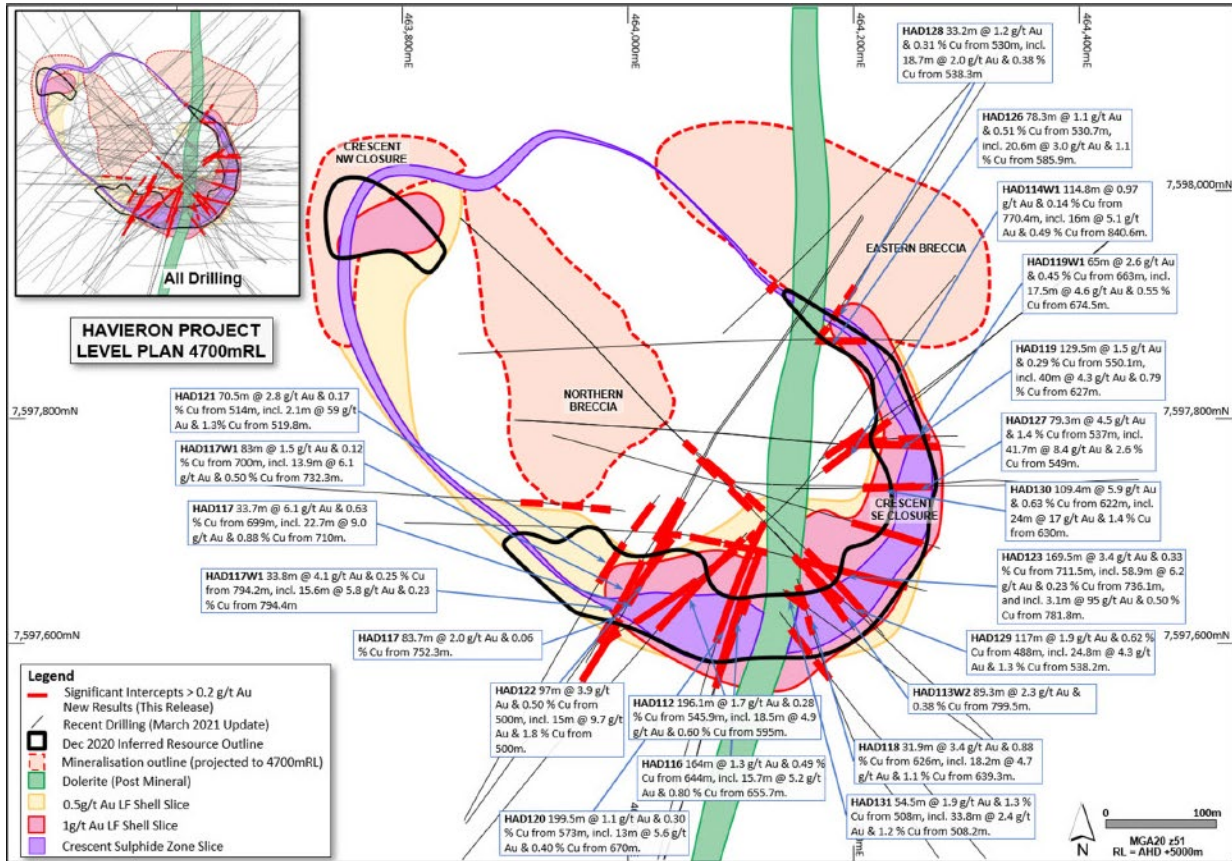 463,800mE
464,000mE
464,200mE
464,400mE
All Drilling
HAVIERON PROJECT
LEVEL PLAN 4700mRL
CRESCENT
NW CLOSURE
NORTHERN
BRECCIA
EASTERN BRECCIA
CRESCENT
SE CLOSURE
7,598,000mN
7,597,800mN
7,597,800mN
7,597,600mN
7,597,600mN
HAD128 33.2m @ 1.2 g/t Au
& 0.31 % Cu from 530m, incl.
18.7m @ 2.0 g/t Au & 0.38 %
Cu from 538.3m
HAD126 78.3m @ 1.1 g/t Au
& 0.51 % Cu from 530.7m,
incl. 20.6m @ 3.0 g/t Au & 1.1
% Cu from 585.9m.
HAD114W1 114.8m @ 0.97
g/t Au & 0.14 % Cu from
770.4m, incl. 16m @ 5.1 g/t
Au & 0.49 % Cu from 840.6m.
HAD119W1 65m @ 2.6 g/t Au &
0.45 % Cu from 663m, incl.
17.5m @ 4.6 g/t Au & 0.55 %
Cu from 674.5m.
HAD119 129.5m @ 1.5 g/t Au
& 0.29 % Cu from 550.1m,
incl. 40m @ 4.3 g/t Au & 0.79
% Cu from 627m.
HAD127 79.3m @ 4.5 g/t Au &
1.4 % Cu from 537m, incl.
41.7m @ 8.4 g/t Au & 2.6 %
Cu from 549m.
HAD130 109.4m @ 5.9 g/t Au
& 0.63 % Cu from 622m, incl.
24m @ 17 g/t Au & 1.4 % Cu
from 630m.
HAD123 169.5m @ 3.4 g/t Au & 0.33
% Cu from 711.5m, incl. 58.9m @ 6.2
g/t Au & 0.23 % Cu from 736.1m,
and incl. 3.1m @ 95 g/t Au & 0.50 %
Cu from 781.8m.
HAD129 117m @ 1.9 g/t Au & 0.62 %
Cu from 488m, incl. 24.8m @ 4.3 g/t
Au & 1.3 % Cu from 538.2m.
HAD113W2 89.3m @ 2.3 g/t Au &
0.38 % Cu from 799.5m.
HAD118 31.9m @ 3.4 g/t Au & 0.88
% Cu from 626m, incl. 18.2m @ 4.7
g/t Au & 1.1 % Cu from 639.3m.
HAD131 54.5m @ 1.9 g/t Au & 1.3 %
Cu from 508m, incl. 33.8m @ 2.4 g/t
Au & 1.2 % Cu from 508.2m.
HAD121 70.5m @ 2.8 g/t Au & 0.17
% Cu from 514m, incl. 2.1m @ 59 g/t
Au & 1.3% Cu from 519.8m.
HAD117W1 83m @ 1.5 g/t Au & 0.12
% Cu from 700m, incl. 13.9m @ 6.1
g/t Au & 0.50 % Cu from 732.3m.
HAD117 33.7m @ 6.1 g/t Au & 0.63
% Cu from 699m, incl. 22.7m @ 9.0
g/t Au & 0.88 % Cu from 710m.
HAD117W1 33.8m @ 4.1 g/t Au & 0.25 % Cu
from 794.2m, incl. 15.6m @ 5.8 g/t Au & 0.23
% Cu from 794.4m
HAD117 83.7m @ 2.0 g/t Au & 0.06
% Cu from 752.3m.
HAD122 97m @ 3.9 g/t
Au & 0.50 % Cu from
500m, incl. 15m @ 9.7 g/t
Au & 1.8 % Cu from
500m.
HAD112 196.1m @ 1.7 g/t Au & 0.28
% Cu from 545.9m, incl. 18.5m @ 4.9
g/t Au & 0.60 % Cu from 595m.
HAD116 164m @ 1.3 g/t Au & 0.49 %
Cu from 644m, incl. 15.7m @ 5.2 g/t
Au & 0.80 % Cu from 655.7m.
HAD120 199.5m @ 1.1 g/t Au & 0.30
% Cu from 573m, incl. 13m @ 5.6 g/t
Au & 0.40 % Cu from 670m.
Legend
Significant Intercepts > 0.2 g/t Au
New Results (This Release)
Recent Drilling (March 2021 Update)
Dec 2020 Inferred Resource Outline
Mineralisation outline (projected to 4700mRL)
Dolerite (Post Mineral)
0.5g/t Au LF Shell Slice
1g/t Au LF Shell Slice
Crescent Sulphide Zone Slice
N
100m
MGA20 z51
RL = AHD +5000m